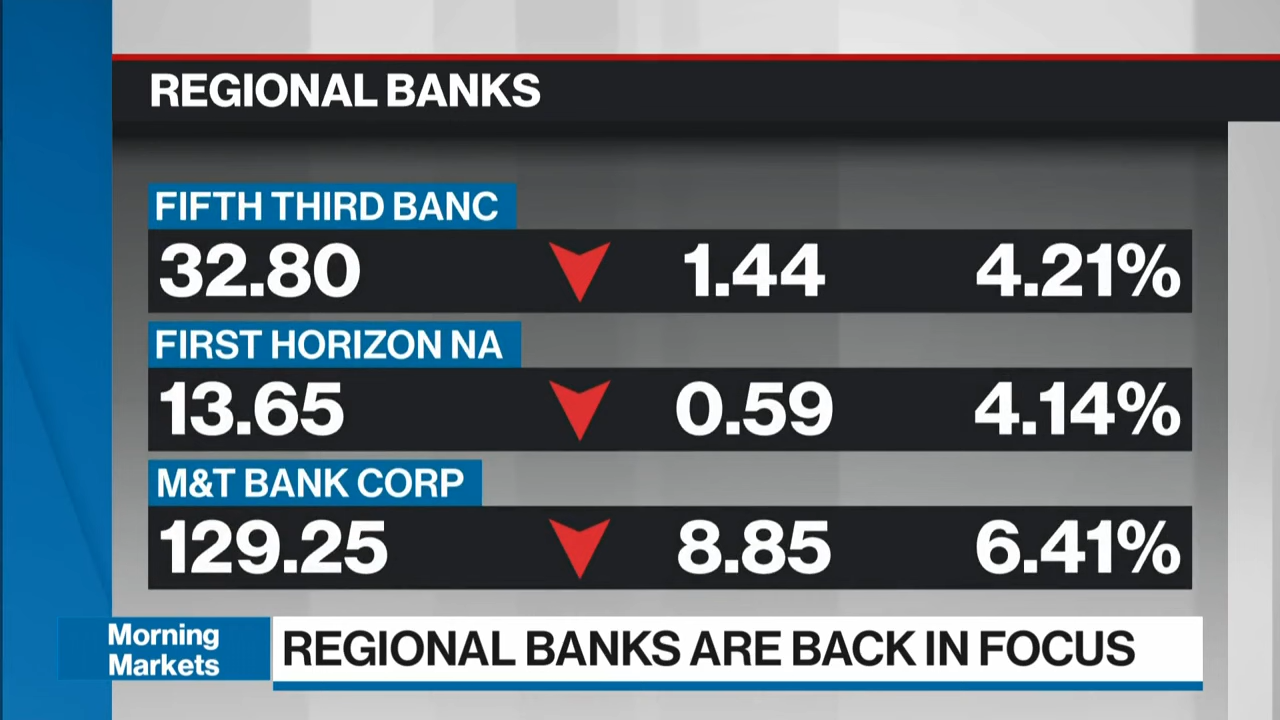 REGIONAL BANKS
FIFTH THIRD BANC
32.80 1.44 4.21%
FIRST HORIZON NA
13.65 0.59 4.14%
M&T BANK CORP
129.25 8.85 6.41%
Morning
Markets
REGIONAL BANKS ARE BACK IN FOCUS